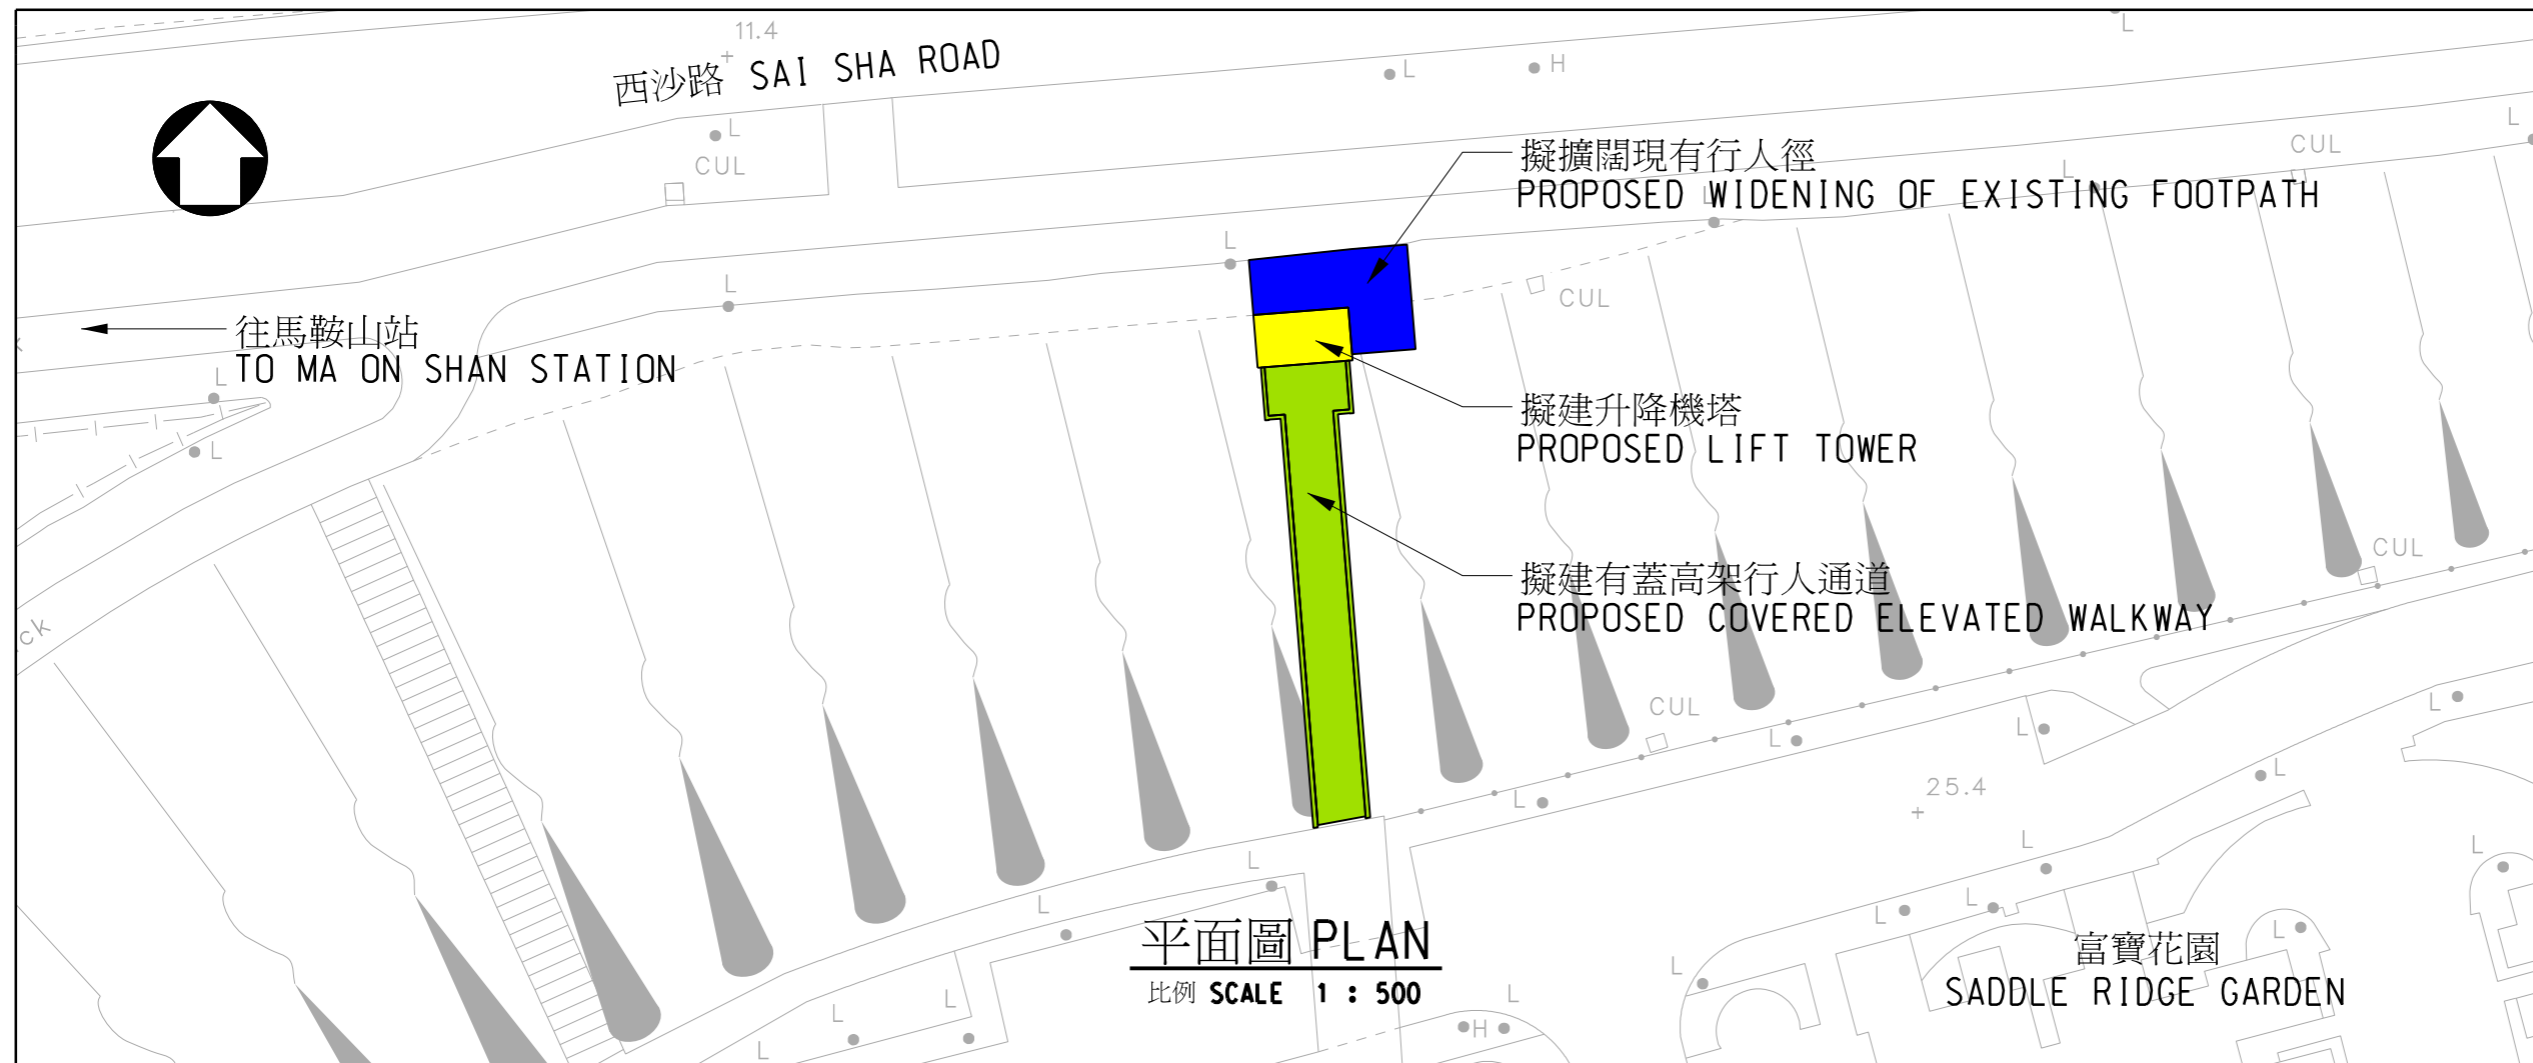 11.4
西沙路 SAI SHA ROAD
L
L
H
L
L
CUL
CUL
L
擬擴闊現有行人徑
PROPOSED WIDENING OF EXISTING FOOTPATH
L
L
L
L
CUL
往馬鞍山站
TO MA ON SHAN STATION
L
L
擬建升降機塔
PROPOSED LIFT TOWER
CUL
擬建有蓋高架行人通道
PROPOSED COVERED ELEVATED WALKWAY
ck
CUL
L
L
L
L
25.4
L
L
L
L
L
L
L
L
L
平面圖 PLAN
比例 SCALE 1 : 500
富寶花園
SADDLE RIDGE GARDEN
L
L
L
L
H
L